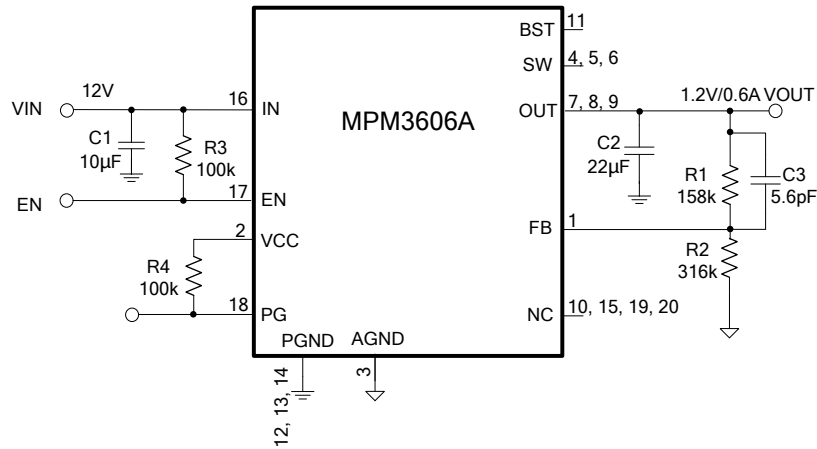 BST 11
SW 4, 5, 6
VIN 12V 16 IN
MPM3606A
OUT 7, 8, 9 1.2V/0.6A VOUT
C1
10µF
R3
100k
C2
22µF
R1
158k
C3
5.6pF
EN 17 EN
2 VCC
FB 1
R4
100k
R2
316k
18 PG
NC 10, 15, 19, 20
PGND AGND
12, 13, 14
3